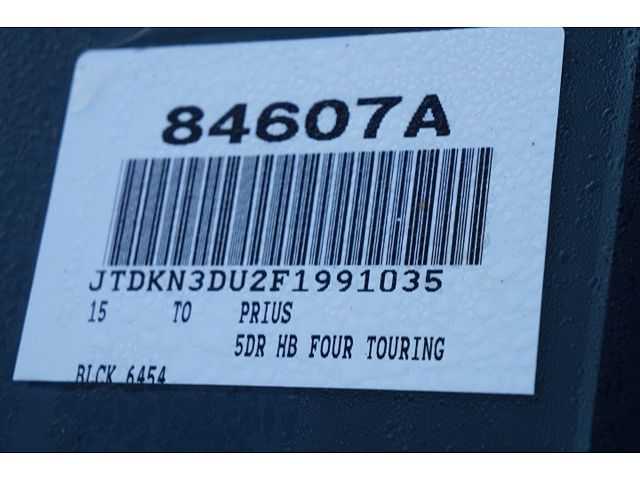 84607A
JTDKN3DU2F1991035
15 TO PRIUS
5DR HB FOUR TOURING
BLCK 6454